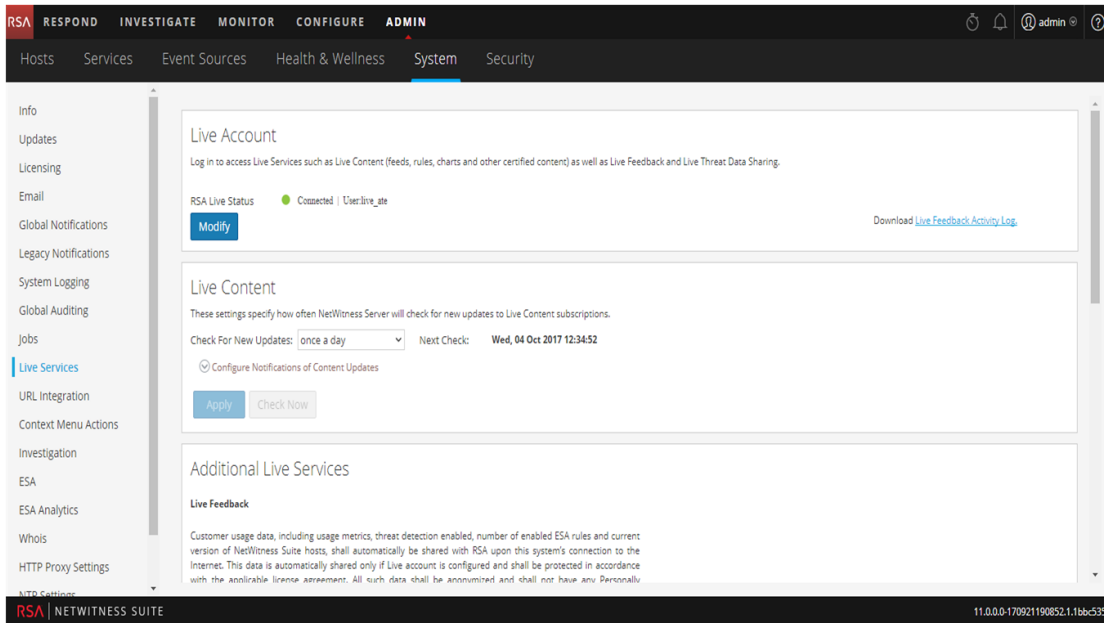 RSA RESPOND INVESTIGATE MONITOR CONFIGURE ADMIN admin
Hosts Services Event Sources Health & Wellness System Security
Info
Updates
Licensing
Email
Global Notifications
Legacy Notifications
System Logging
Global Auditing
Jobs
Live Services
URL Integration
Context Menu Actions
Investigation
ESA
ESA Analytics
Whois
HTTP Proxy Settings
NTP Settings
Live Account
Log in to access Live Services such as Live Content (feeds, rules, charts and other certified content) as well as Live Feedback and Live Threat Data Sharing.
RSA Live Status Connected | User:live_ate
Modify
Download Live Feedback Activity Log.
Live Content
These settings specify how often NetWitness Server will check for new updates to Live Content subscriptions.
Check For New Updates: once a day Next Check: Wed, 04 Oct 2017 12:34:52
Configure Notifications of Content Updates
Apply Check Now
Additional Live Services
Live Feedback
Customer usage data, including usage metrics, threat detection enabled, number of enabled ESA rules and current
version of NetWitness Suite hosts, shall automatically be shared with RSA upon this system's connection to the
Internet. This data is automatically shared only if Live account is configured and shall be protected in accordance
with the applicable license agreement. All such data shall be anonymized and shall not have any Personally
RSA | NETWITNESS SUITE 11.0.0.0-170921190852.1.1bbc535